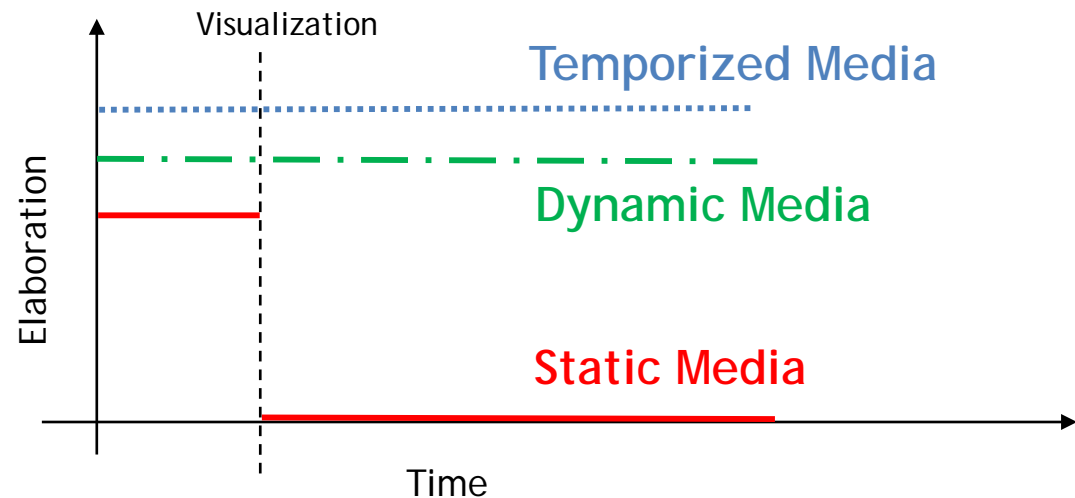 Visualization
Temporized Media
Dynamic Media
Elaboration
Static Media
Time